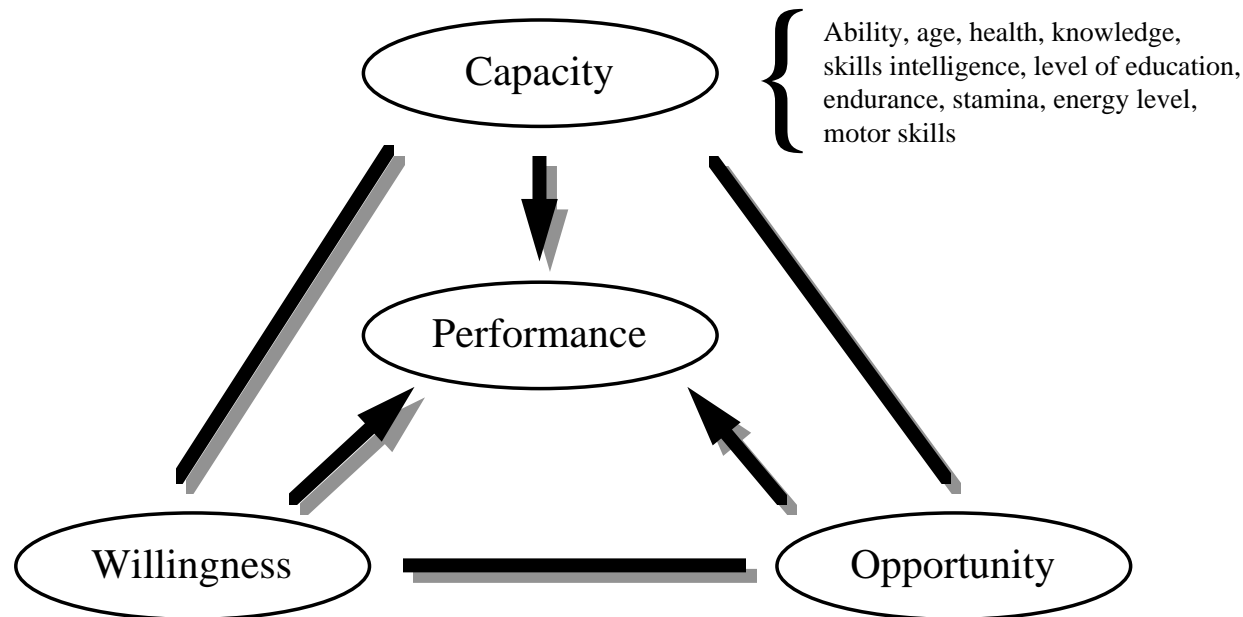 Capacity
Ability, age, health, knowledge,
skills intelligence, level of education,
endurance, stamina, energy level,
motor skills
Performance
Willingness
Opportunity